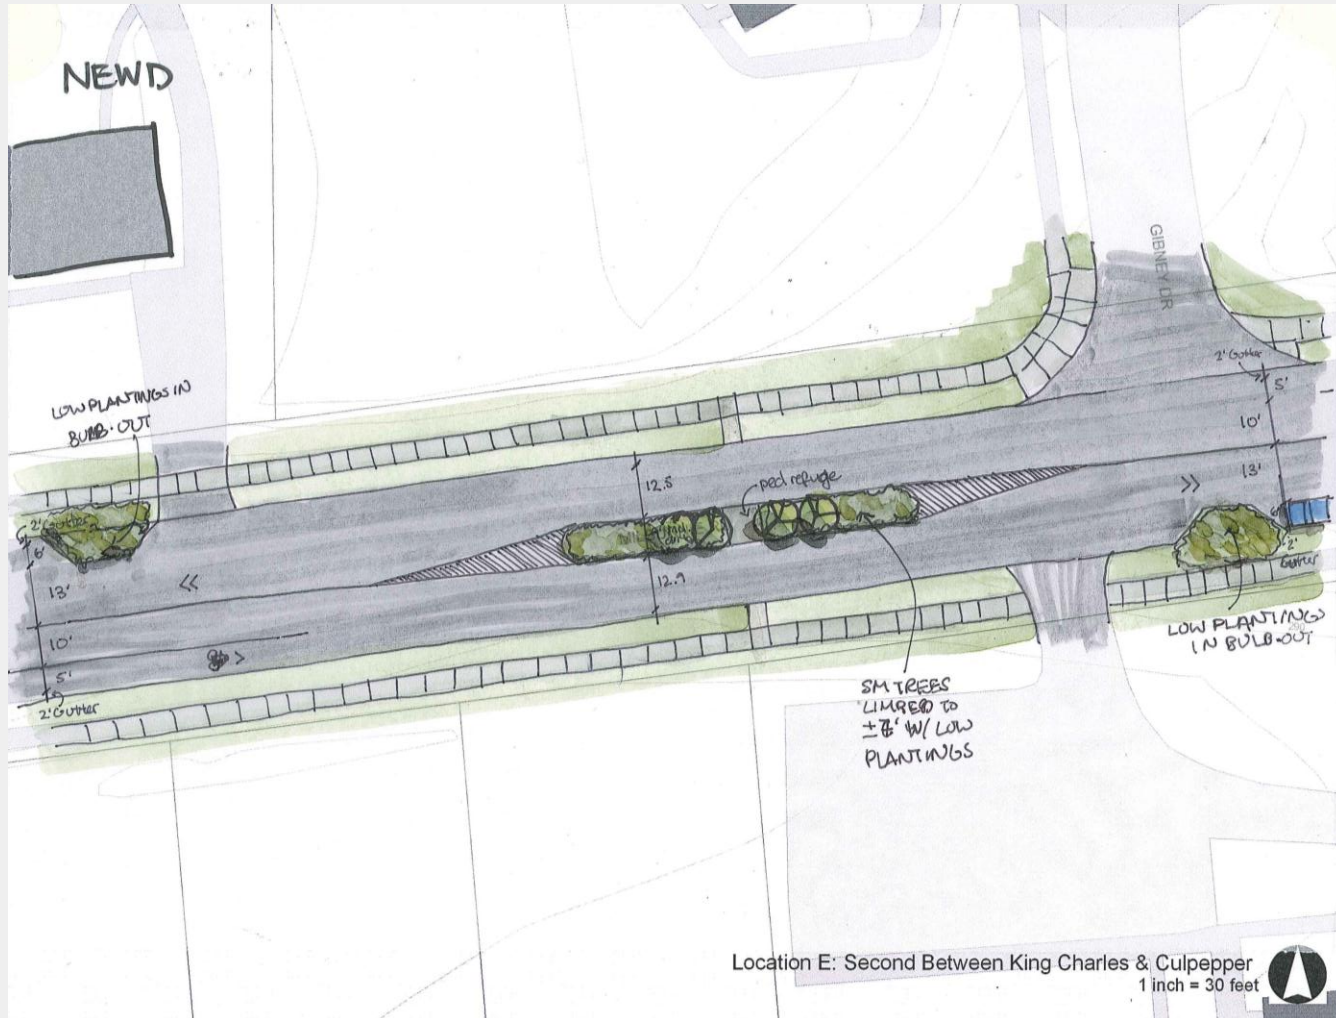 NEW D
GIBNEY DR
LOW PLANTINGS IN
BULB-OUT
2' Gutter
5'
10'
13'
12.5
ped refuge
2' Gutter
6'
13'
10'
5'
2' Gutter
12.9
2'
Gutter
LOW PLANTINGS
IN BULB-OUT
SM TREES
LIMBED TO
W/ LOW
PLANTINGS
Location E: Second Between King Charles & Culpepper
1 inch = 30 feet